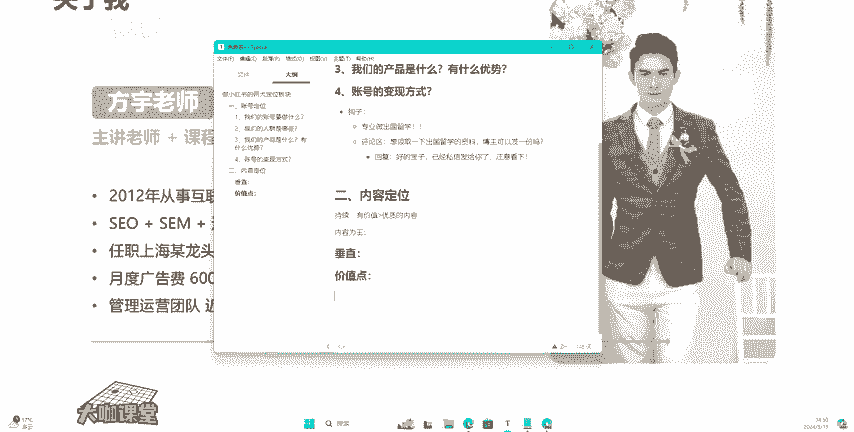 关于我
方宇老师
主讲老师 + 课程
• 2012年从事互联
• SEO + SEM +
• 任职上海某龙头
• 月度广告费 600
• 管理运营团队 近
大咖课堂
文件(F) 编辑(E) 段落(P) 格式(O) 视图(V) 主题(T) 帮助(H)
文件 大纲
做小红书的两大定位板块
一、账号定位
1、我们的账号要做什么?
2、我们的人群是哪些?
3、我们的产品是什么?有什么优势?
4、账号的变现方式?
二、内容定位
垂直:
价值点:
3、我们的产品是什么?有什么优势?
4、账号的变现方式?
• 钩子:
专业做出国留学!!
评论区:想领取一下出国留学的资料,博主可以发一份吗?
回复:好的宝子,已经私信发送你了,注意看下!
二、内容定位
持续 有价值>优质的内容
内容为王:
垂直:
价值点:
搜索